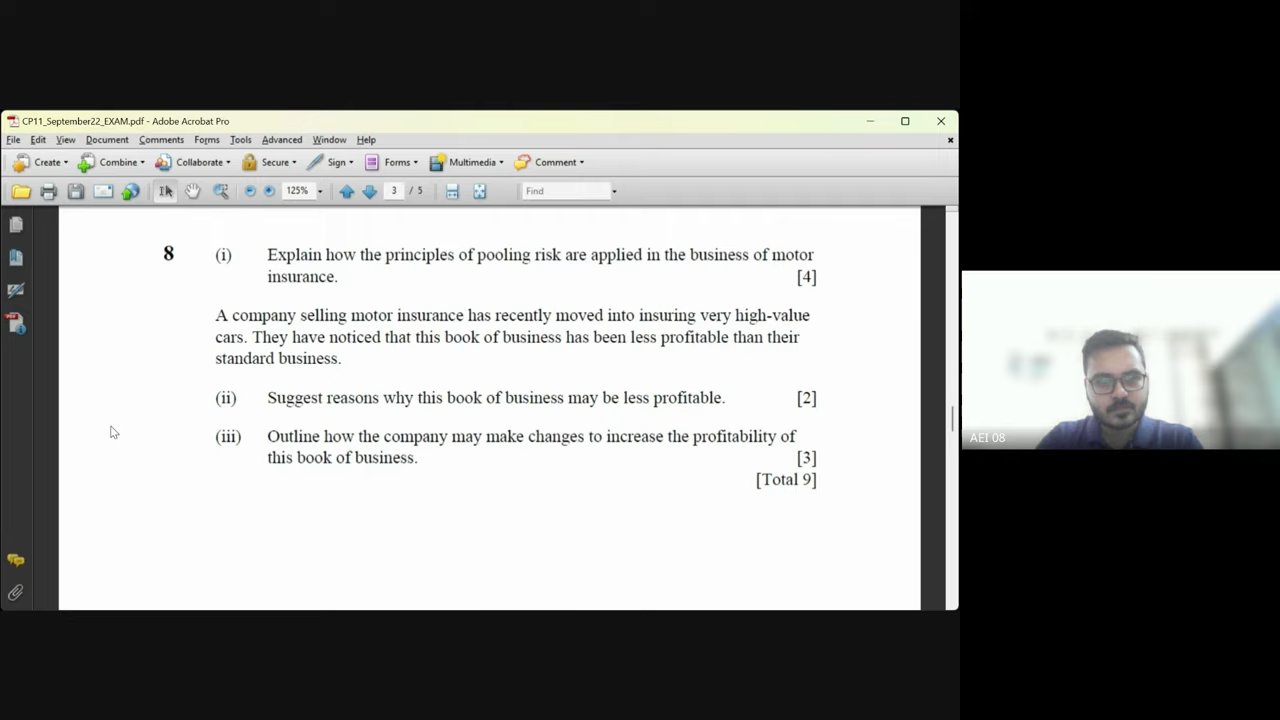 CP11_September22_EXAM.pdf - Adobe Acrobat Pro
File Edit View Document Comments Forms Tools Advanced Window Help
Create Combine Collaborate Secure Sign Forms Multimedia Comment
125% 3 / 5 Find
8 (i) Explain how the principles of pooling risk are applied in the business of motor
insurance. [4]
A company selling motor insurance has recently moved into insuring very high-value
cars. They have noticed that this book of business has been less profitable than their
standard business.
(ii) Suggest reasons why this book of business may be less profitable. [2]
(iii) Outline how the company may make changes to increase the profitability of
this book of business. [3]
[Total 9]
AEI 08